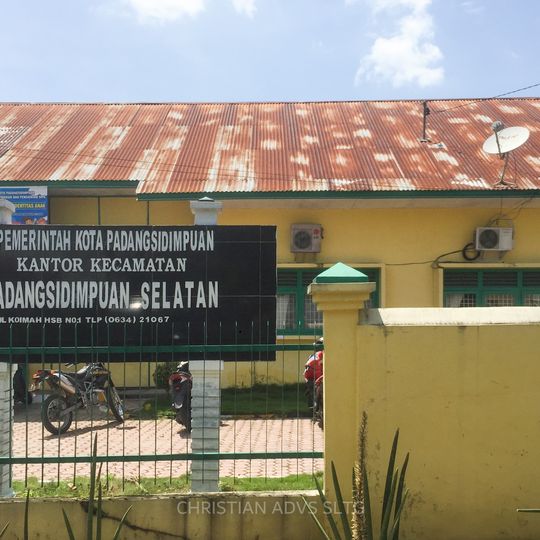 PEMERINTAH KOTA PADANGSIDIMPUAN
KANTOR KECAMATAN
PADANGSIDIMPUAN SELATAN
JL KOIMAH HSB NO:1 TLP (0634) 21067
CHRISTIAN ADVS SLTG